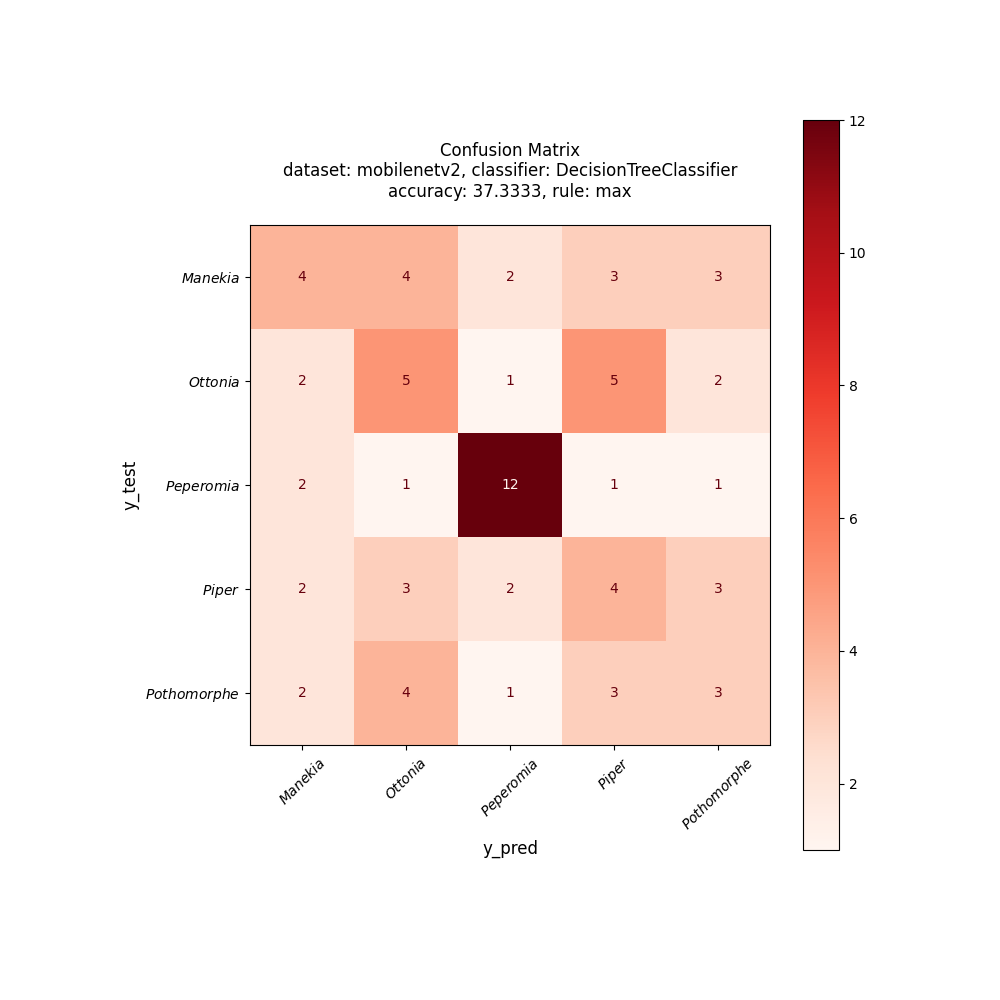 Confusion Matrix
dataset: mobilenetv2, classifier: DecisionTreeClassifier
accuracy: 37.3333, rule: max
Manekia 4 4 2 3 3
Ottonia 2 5 1 5 2
Peperomia 2 1 12 1 1
Piper 2 3 2 4 3
Pothomorphe 2 4 1 3 3
y_test
Manekia Ottonia Peperomia Piper Pothomorphe
y_pred
12
10
8
6
4
2